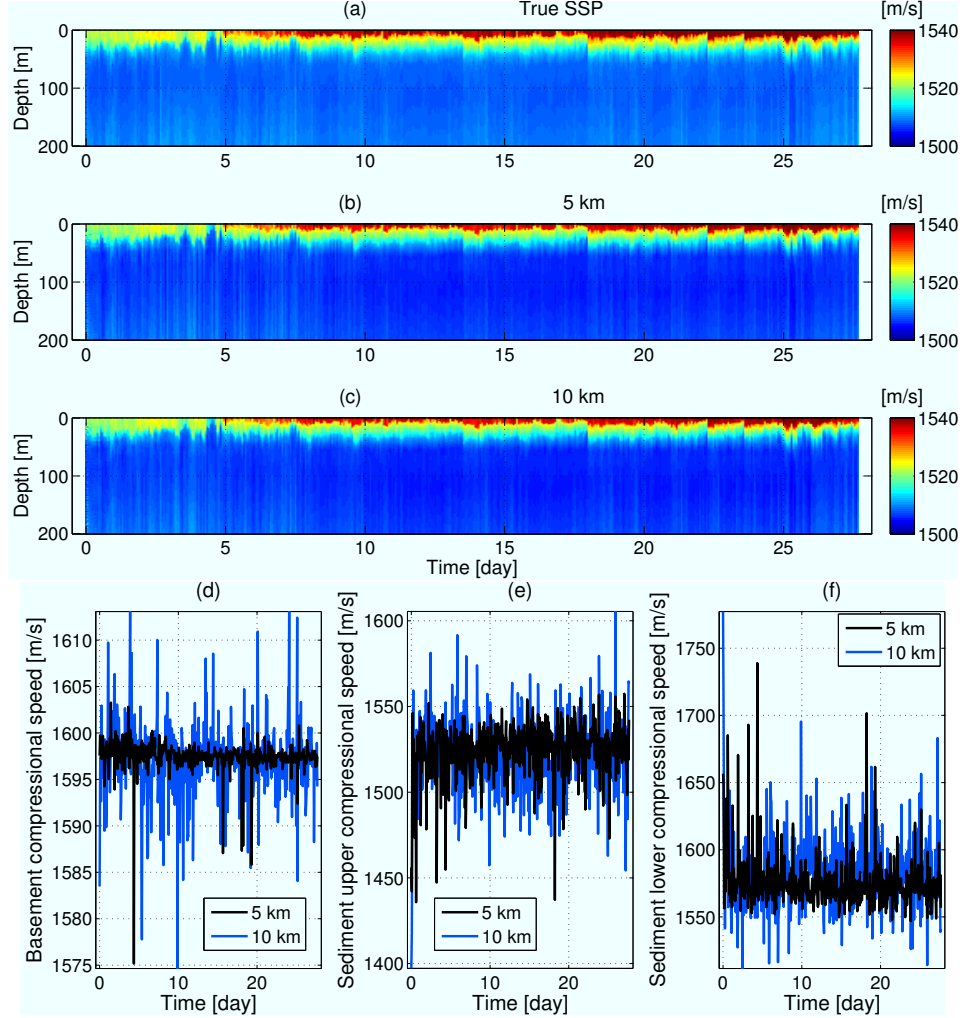 (a) True SSP [m/s]
0 1540
100 1520
200 1500
Depth [m]
0 5 10 15 20 25
(b) 5 km [m/s]
0 1540
100 1520
200 1500
Depth [m]
0 5 10 15 20 25
(c) 10 km [m/s]
0 1540
100 1520
200 1500
Depth [m]
0 5 10 15 20 25
Time [day]
(d)
Basement compressional speed [m/s]
1610
1605
1600
1595
1590
1585
1580
1575
5 km
10 km
0 10 20
Time [day]
(e)
Sediment upper compressional speed [m/s]
1600
1550
1500
1450
1400
5 km
10 km
0 10 20
Time [day]
(f)
Sediment lower compressional speed [m/s]
5 km
10 km
1750
1700
1650
1600
1550
0 10 20
Time [day]